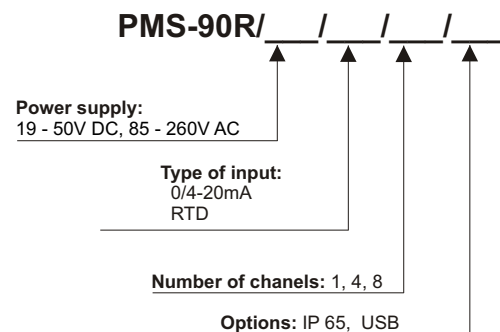 PMS-90R/___/___/___/___
Power supply:
19 - 50V DC, 85 - 260V AC
Type of input:
0/4-20mA
RTD
Number of chanels: 1, 4, 8
Options: IP 65, USB